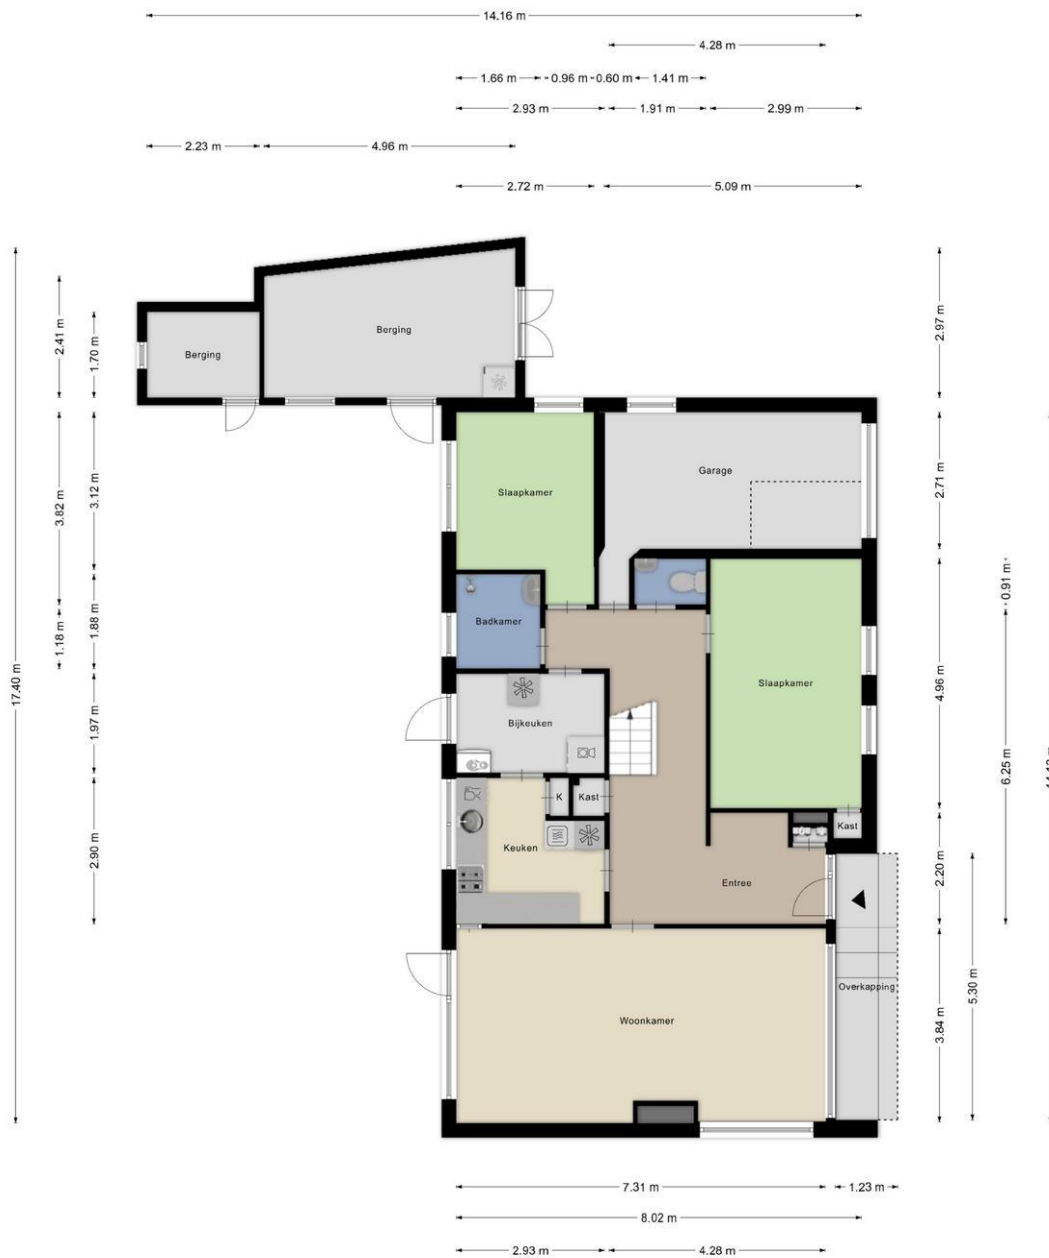 14.16 m
4.28 m
1.66 m
0.96 m
0.60 m
1.41 m
2.93 m
1.91 m
2.99 m
2.23 m
4.96 m
2.72 m
5.09 m
17.40 m
2.41 m
1.70 m
3.82 m
3.12 m
1.18 m
1.88 m
1.97 m
2.90 m
Berging
Berging
Slaapkamer
Garage
Badkamer
Slaapkamer
Bijkeuken
K
Kast
Kast
Keuken
Entree
Overkapping
Woonkamer
2.97 m
2.71 m
4.96 m
0.91 m
6.25 m
2.20 m
3.84 m
5.30 m
7.31 m
1.23 m
8.02 m
2.93 m
4.28 m